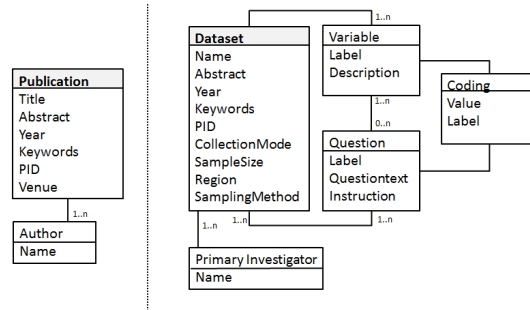 Publication
Title
Abstract
Year
Keywords
PID
Venue
1..n
Author
Name
Dataset
Name
Abstract
Year
Keywords
PID
CollectionMode
SampleSize
Region
SamplingMethod
1..n
1..n
Primary Investigator
Name
1..n
Variable
Label
Description
1..n
0..n
Question
Label
Questiontext
Instruction
1..n
Coding
Value
Label